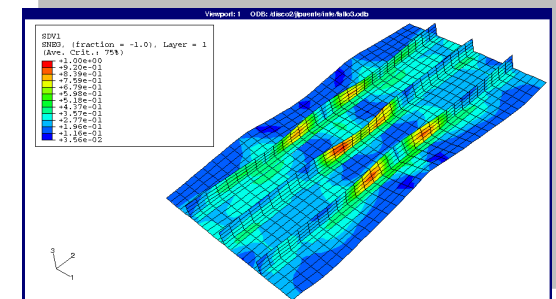 Viewport: 1 ODB: /disco2/jlpuente/inle/fallo3.odb
SDV1
SNEG, (fraction = -1.0), Layer = 1
(Ave. Crit.: 75%)
+1.00e+00
+9.20e-01
+8.39e-01
+7.59e-01
+6.79e-01
+5.98e-01
+5.18e-01
+4.37e-01
+3.57e-01
+2.77e-01
+1.96e-01
+1.16e-01
+3.56e-02
3
2
1